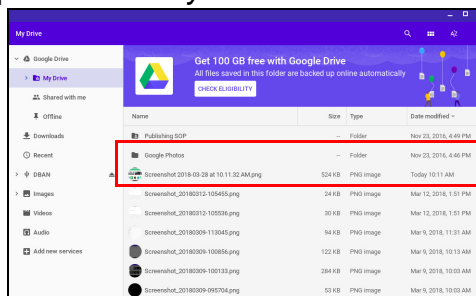 My Drive
Google Drive
My Drive
Shared with me
Offline
Downloads
Recent
DBAN
Images
Videos
Audio
Add new services
Get 100 GB free with Google Drive
All files saved in this folder are backed up online automatically
CHECK ELIGIBILITY
Name Size Type Date modified
Publishing SOP -- Folder Nov 23, 2016, 4:49 PM
Google Photos -- Folder Nov 23, 2016, 4:46 PM
Screenshot 2018-03-28 at 10.11.32 AM.png 524 KB PNG image Today 10:11 AM
Screenshot_20180312-105455.png 24 KB PNG image Mar 12, 2018, 1:51 PM
Screenshot_20180312-105536.png 30 KB PNG image Mar 12, 2018, 1:51 PM
Screenshot_20180309-113045.png 94 KB PNG image Mar 9, 2018, 11:31 AM
Screenshot_20180309-100856.png 122 KB PNG image Mar 9, 2018, 10:13 AM
Screenshot_20180309-100133.png 284 KB PNG image Mar 9, 2018, 10:03 AM
Screenshot_20180309-095704.png 53 KB PNG image Mar 9, 2018, 10:03 AM